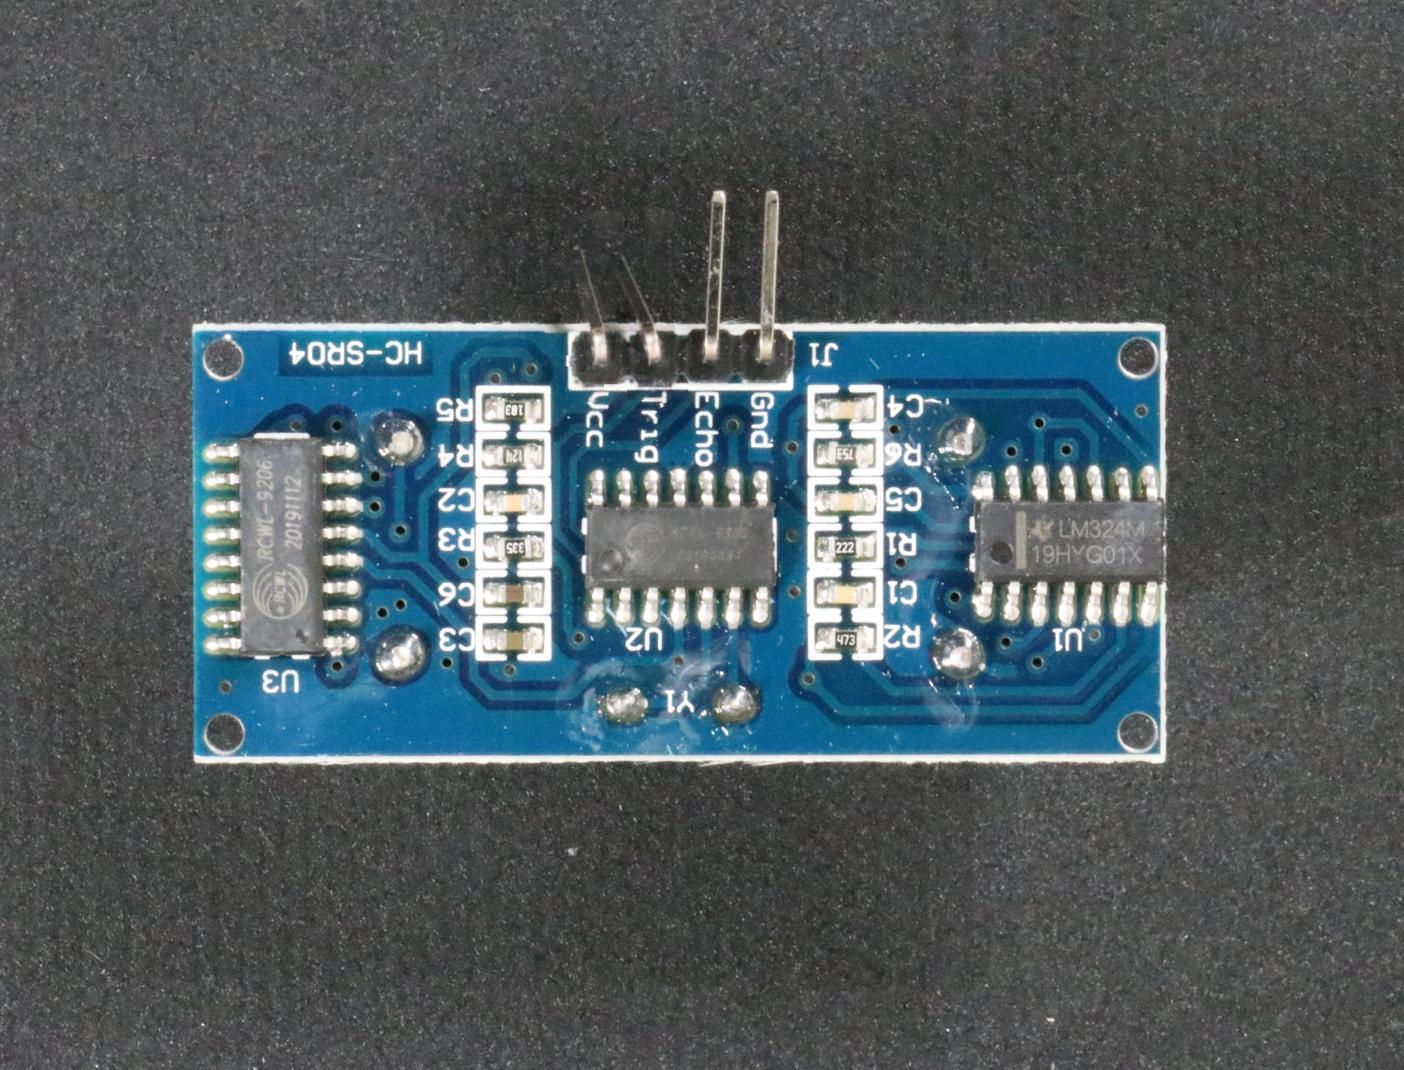 HC-SR04
J1
Vcc
Trig
Echo
Gnd
R5
183
R4
124
C2
R3
335
C6
C3
C4
R6
753
C5
R1
222
C1
R2
473
RCWL-9206
20191112
RCWL
U3
U2
Y1
LM324M
19HYG01X
U1